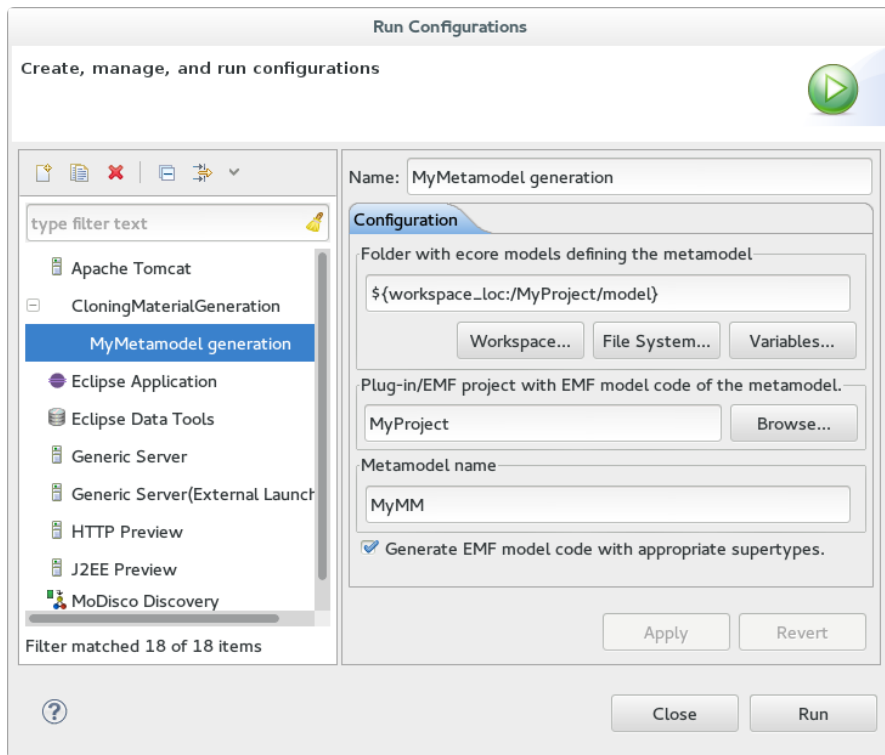 Run Configurations
Create, manage, and run configurations
type filter text
Apache Tomcat
CloningMaterialGeneration
MyMetamodel generation
Eclipse Application
Eclipse Data Tools
Generic Server
Generic Server(External Launch
HTTP Preview
J2EE Preview
MoDisco Discovery
Filter matched 18 of 18 items
Name: MyMetamodel generation
Configuration
Folder with ecore models defining the metamodel
${workspace_loc:/MyProject/model}
Workspace... File System... Variables...
Plug-in/EMF project with EMF model code of the metamodel.
MyProject Browse...
Metamodel name
MyMM
Generate EMF model code with appropriate supertypes.
Apply Revert
? Close Run